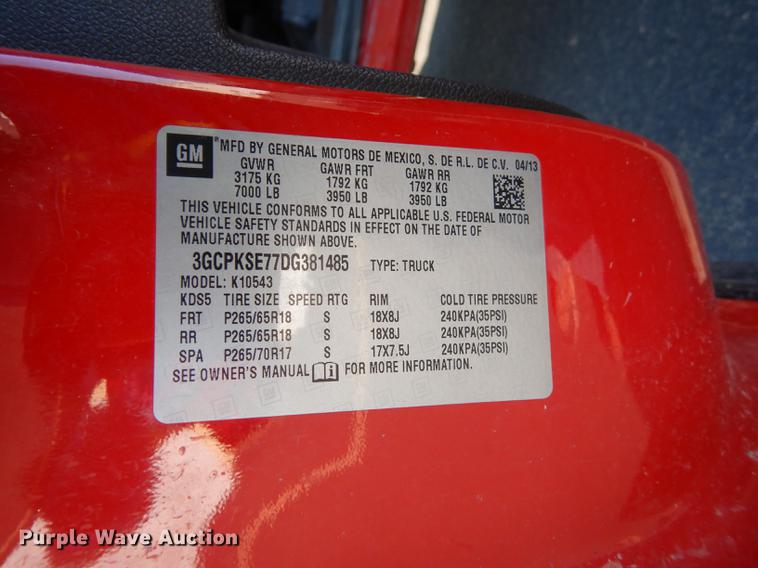 GM
®MFD BY GENERAL MOTORS DE MEXICO, S. DE R.L. DE C.V. 04/13
GVWR GAWR FRT GAWR RR
3175 KG 1792 KG 1792 KG
7000 LB 3950 LB 3950 LB
THIS VEHICLE CONFORMS TO ALL APPLICABLE U.S. FEDERAL MOTOR
VEHICLE SAFETY STANDARDS IN EFFECT ON THE DATE OF
MANUFACTURE SHOWN ABOVE.
3GCPKSE77DG381485 TYPE: TRUCK
MODEL: K10543
KDS5 TIRE SIZE SPEED RTG RIM COLD TIRE PRESSURE
FRT P265/65R18 S 18X8J 240KPA(35PSI)
RR P265/65R18 S 18X8J 240KPA(35PSI)
SPA P265/70R17 S 17X7.5J 240KPA(35PSI)
SEE OWNER'S MANUAL FOR MORE INFORMATION.
Purple Wave Auction